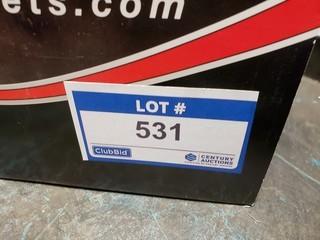 ets.com
LOT #
531
ClubBid
CENTURY
AUCTIONS